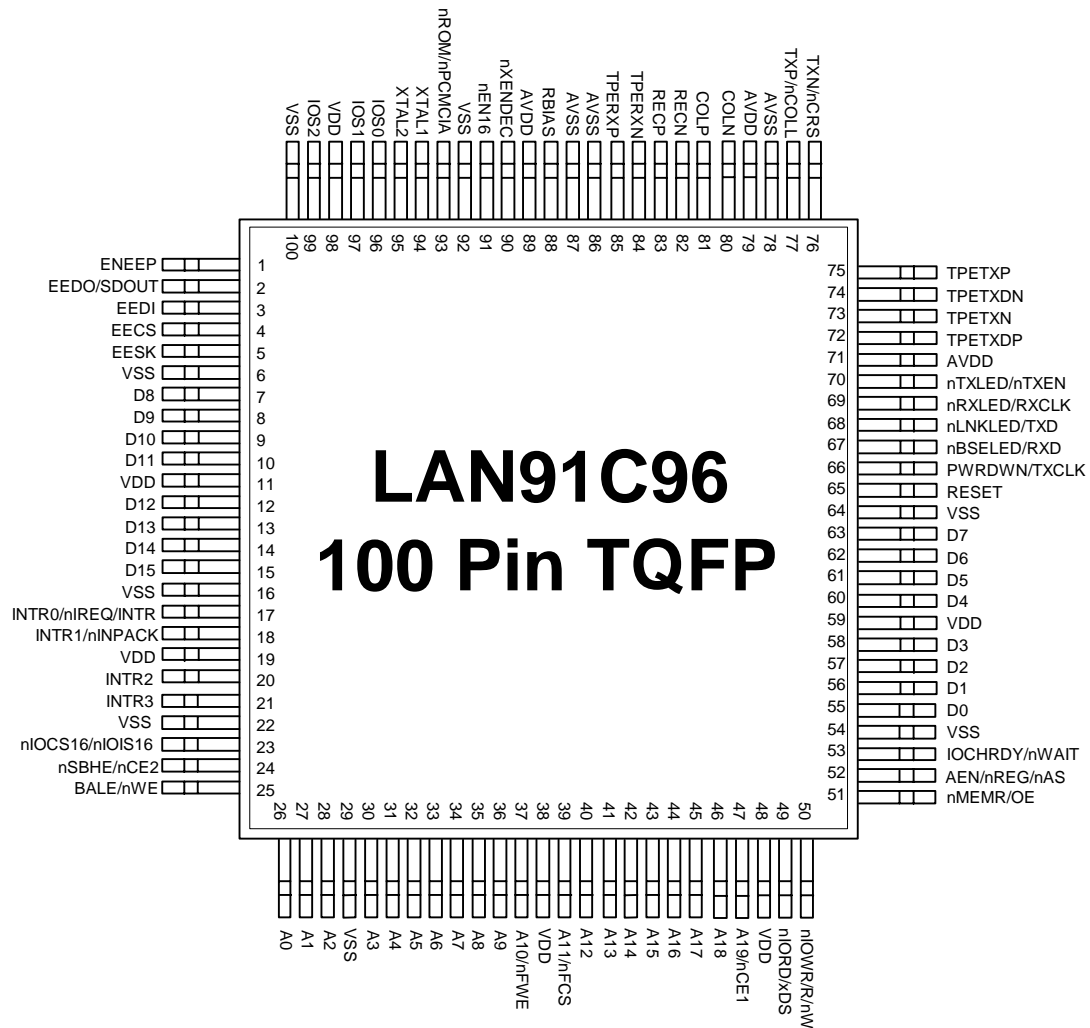 nROM/nPCMCIA
VSS
IOS2
VDD
IOS1
IOS0
XTAL2
XTAL1
VSS
nEN16
nXENDEC
AVDD
RBIAS
AVSS
AVSS
TPERXP
TPERXN
RECP
RECN
COLP
COLN
AVDD
AVSS
TXP/nCOLL
TXN/nCRS
100
99
98
97
96
95
94
93
92
91
90
89
88
87
86
85
84
83
82
81
80
79
78
77
76
ENEEP 1
EEDO/SDOUT 2
EEDI 3
EECS 4
EESK 5
VSS 6
D8 7
D9 8
D10 9
D11 10
VDD 11
D12 12
D13 13
D14 14
D15 15
VSS 16
INTR0/nIREQ/INTR 17
INTR1/nINPACK 18
VDD 19
INTR2 20
INTR3 21
VSS 22
nIOCS16/nIOIS16 23
nSBHE/nCE2 24
BALE/nWE 25
LAN91C96
100 Pin TQFP
75 TPETXP
74 TPETXDN
73 TPETXN
72 TPETXDP
71 AVDD
70 nTXLED/nTXEN
69 nRXLED/RXCLK
68 nLNKLED/TXD
67 nBSELED/RXD
66 PWRDWN/TXCLK
65 RESET
64 VSS
63 D7
62 D6
61 D5
60 D4
59 VDD
58 D3
57 D2
56 D1
55 D0
54 VSS
53 IOCHRDY/nWAIT
52 AEN/nREG/nAS
51 nMEMR/OE
26
27
28
29
30
31
32
33
34
35
36
37
38
39
40
41
42
43
44
45
46
47
48
49
50
A0
A1
A2
VSS
A3
A4
A5
A6
A7
A8
A9
A10/nFWE
VDD
A11/nFCS
A12
A13
A14
A15
A16
A17
A18
A19/nCE1
VDD
nIORD/xDS
nIOWR/R/nW